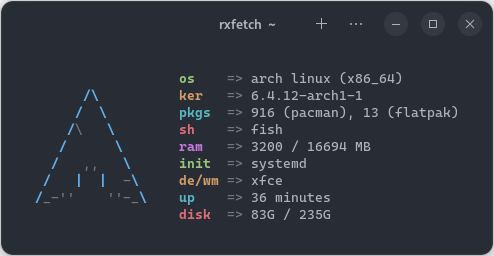 rxfetch ~
os => arch linux (x86_64)
ker => 6.4.12-arch1-1
pkgs => 916 (pacman), 13 (flatpak)
sh => fish
ram => 3200 / 16694 MB
init => systemd
de/wm => xfce
up => 36 minutes
disk => 83G / 235G